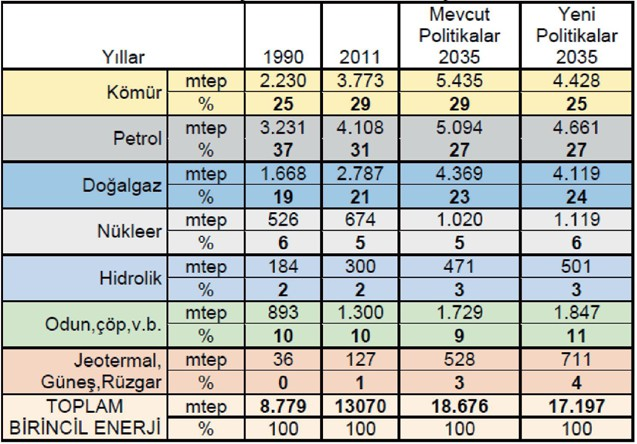 Yıllar 1990 2011 Mevcut Politikalar 2035 Yeni Politikalar 2035
Kömür mtep 2.230 3.773 5.435 4.428
% 25 29 29 25
Petrol mtep 3.231 4.108 5.094 4.661
% 37 31 27 27
Doğalgaz mtep 1.668 2.787 4.369 4.119
% 19 21 23 24
Nükleer mtep 526 674 1.020 1.119
% 6 5 5 6
Hidrolik mtep 184 300 471 501
% 2 2 3 3
Odun,çöp,v.b. mtep 893 1.300 1.729 1.847
% 10 10 9 11
Jeotermal, mtep 36 127 528 711
Güneş,Rüzgar % 0 1 3 4
TOPLAM mtep 8.779 13070 18.676 17.197
BİRİNCİL ENERJİ % 100 100 100 100